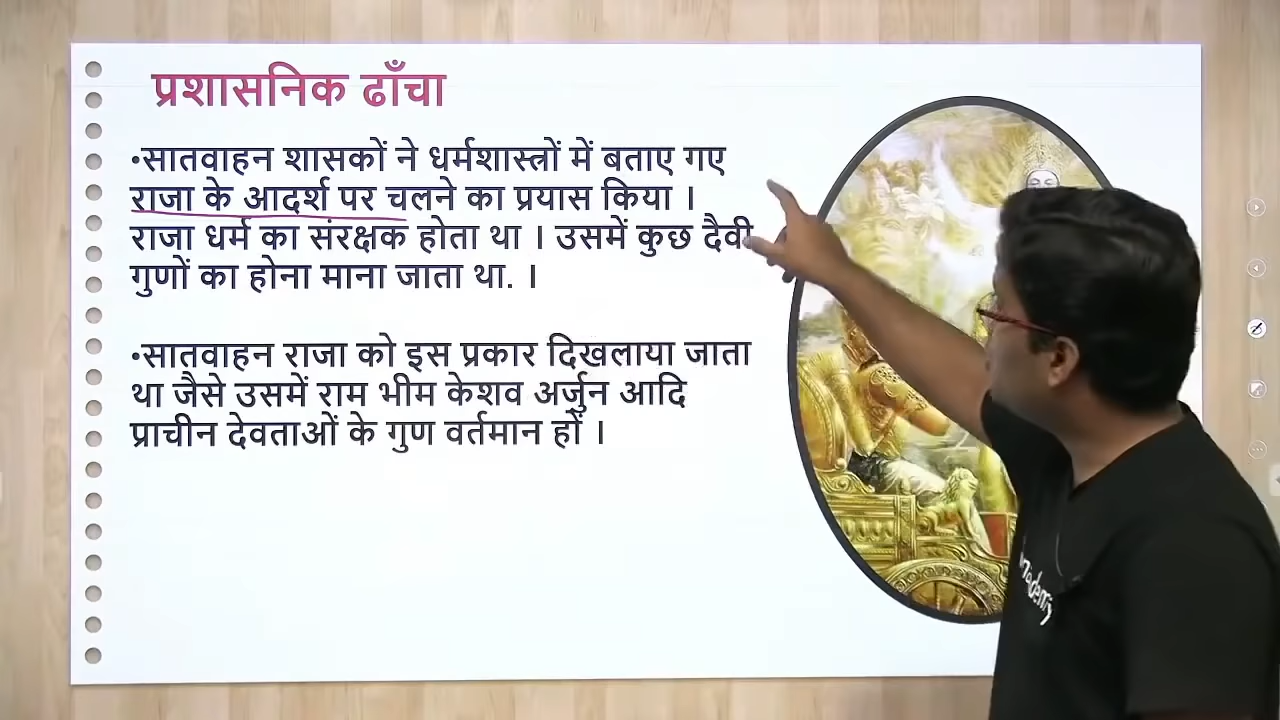 प्रशासनिक ढाँचा
•सातवाहन शासकों ने धर्मशास्त्रों में बताए गए
राजा के आदर्श पर चलने का प्रयास किया ।
राजा धर्म का संरक्षक होता था । उसमें कुछ दैवी
गुणों का होना माना जाता था. ।
•सातवाहन राजा को इस प्रकार दिखलाया जाता
था जैसे उसमें राम भीम केशव अर्जुन आदि
प्राचीन देवताओं के गुण वर्तमान हों ।